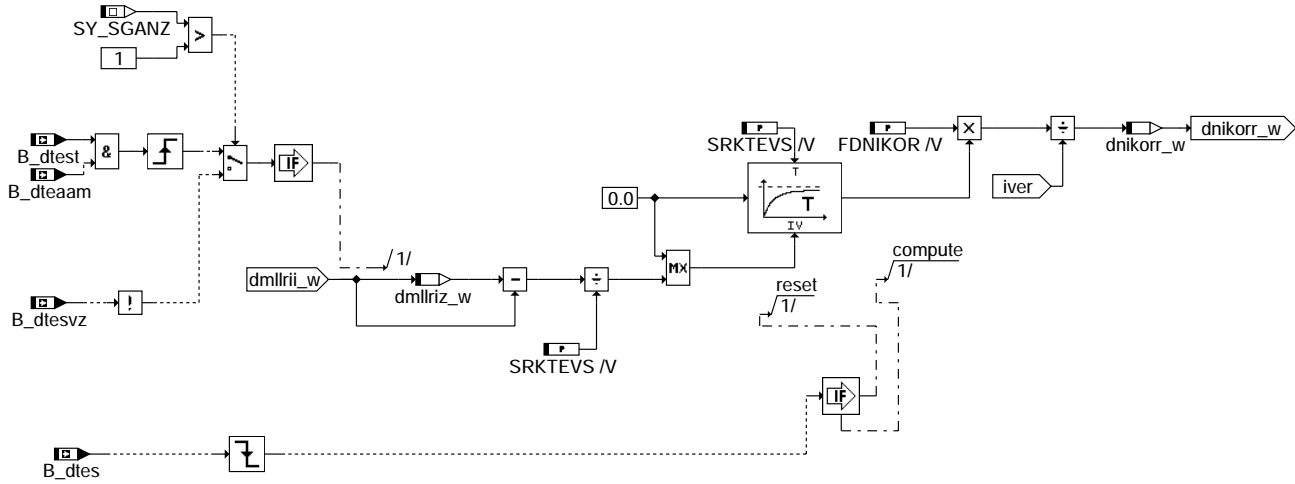 SY_SGANZ
1
>
B_dtest
&
B_dteaam
IF
SRKTEVS /V
P
FDNIKOR /V
P
X
÷
dnikorr_w
dnikorr_w
T
T
IV
0.0
iver
compute
1/
1/
dmllrii_w
dmllriz_w
-
÷
MX
reset
1/
B_dtesvz
!
P
SRKTEVS /V
IF
B_dtes